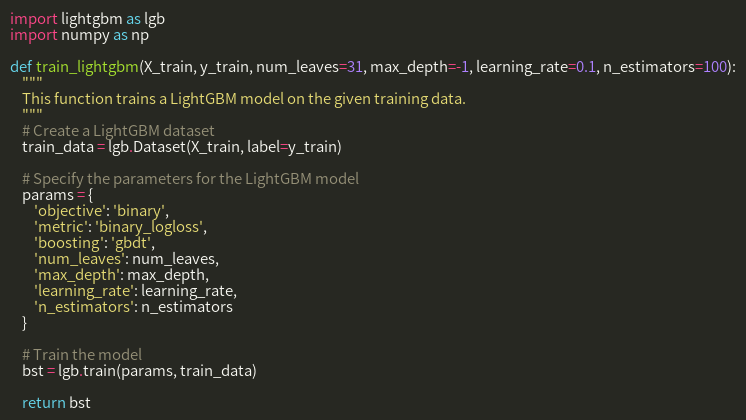 import lightgbm as lgb
import numpy as np

def train_lightgbm(X_train, y_train, num_leaves=31, max_depth=-1, learning_rate=0.1, n_estimators=100):
    """
    This function trains a LightGBM model on the given training data.
    """
    # Create a LightGBM dataset
    train_data = lgb.Dataset(X_train, label=y_train)

    # Specify the parameters for the LightGBM model
    params = {
        'objective': 'binary',
        'metric': 'binary_logloss',
        'boosting': 'gbdt',
        'num_leaves': num_leaves,
        'max_depth': max_depth,
        'learning_rate': learning_rate,
        'n_estimators': n_estimators
    }

    # Train the model
    bst = lgb.train(params, train_data)

    return bst